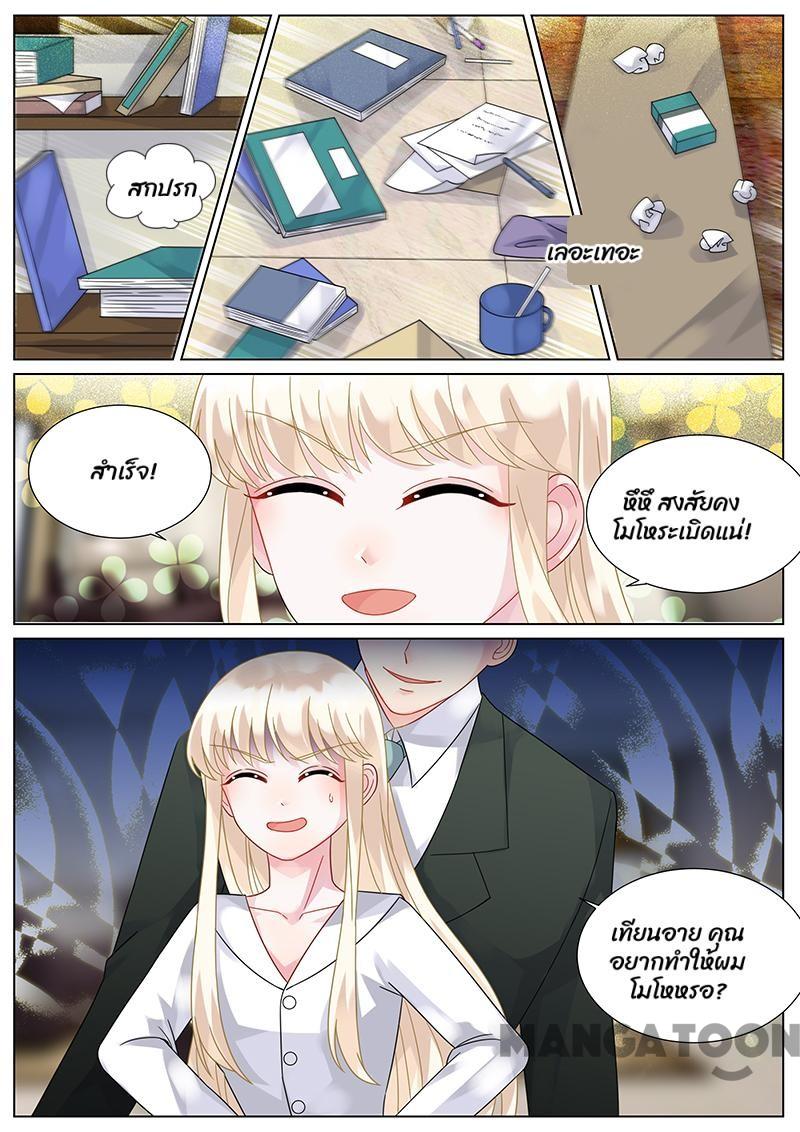 สกปรก
เลอะเทอะ
สำเร็จ!
หึหึ สงสัยคง
โมโหระเบิดแน่!
เทียนอาย คุณ
อยากทำให้ผม
โมโหหรอ?
MANGATOON